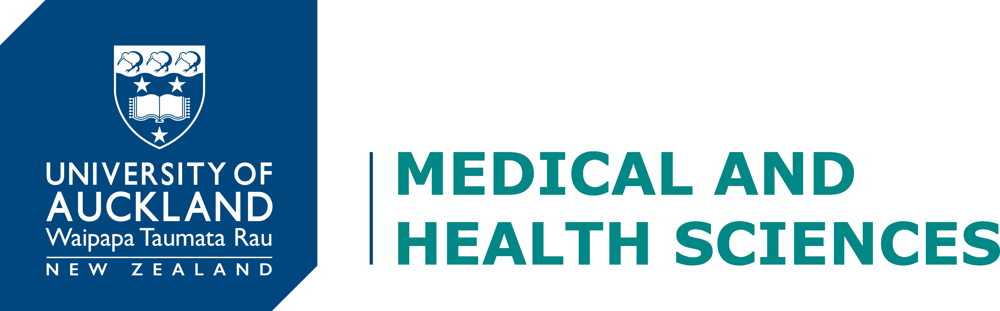 UNIVERSITY OF
AUCKLAND
Waipapa Taumata Rau
NEW ZEALAND
MEDICAL AND
HEALTH SCIENCES